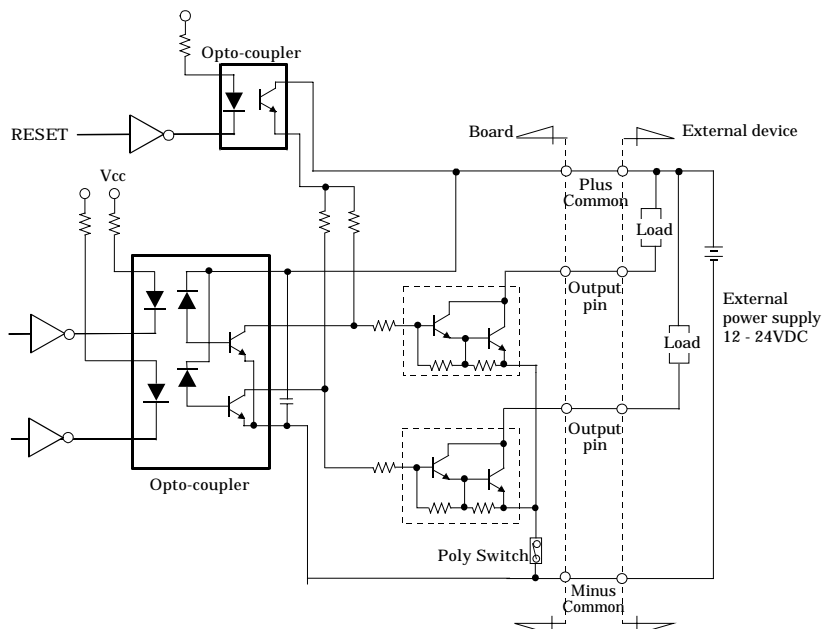 Opto-coupler
RESET
Board
External device
Vcc
Plus
Common
Load
Output
pin
External
power supply
12 - 24VDC
Load
Output
pin
Opto-coupler
Poly Switch
Minus
Common